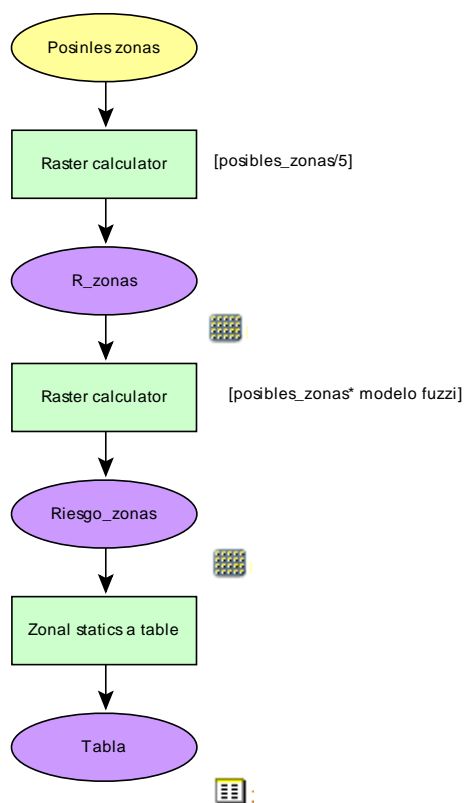 Posinles zonas
Raster calculator
[posibles_zonas/5]
R_zonas
Raster calculator
[posibles_zonas* modelo fuzzi]
Riesgo_zonas
Zonal statics a table
Tabla
: